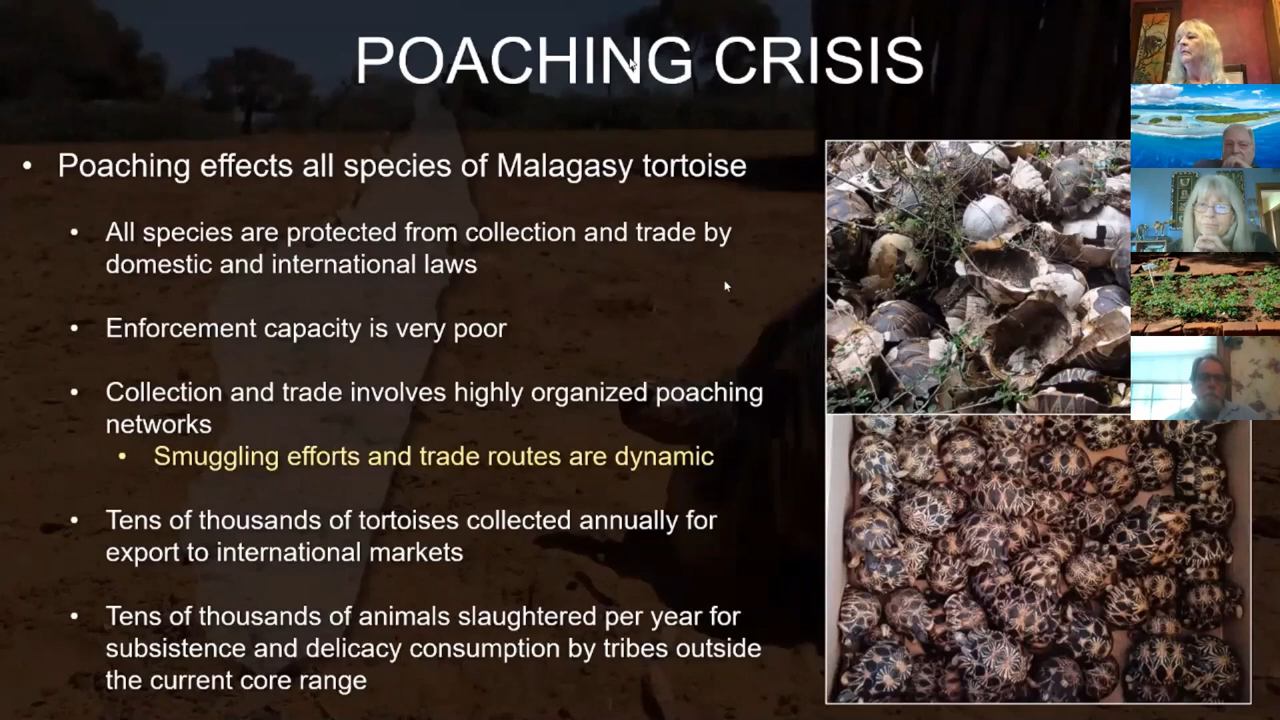 POACHING CRISIS
• Poaching effects all species of Malagasy tortoise
• All species are protected from collection and trade by
domestic and international laws
• Enforcement capacity is very poor
• Collection and trade involves highly organized poaching
networks
• Smuggling efforts and trade routes are dynamic
• Tens of thousands of tortoises collected annually for
export to international markets
• Tens of thousands of animals slaughtered per year for
subsistence and delicacy consumption by tribes outside
the current core range